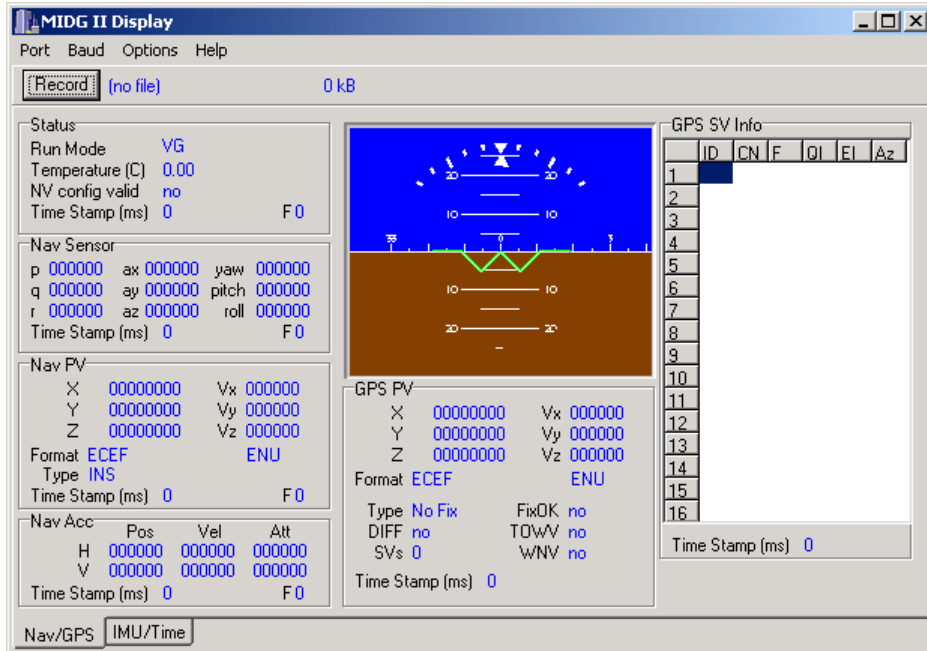 MIDG II Display
Port Baud Options Help
Record (no file) 0 kB
Status
Run Mode VG
Temperature (C) 0.00
NV config valid no
Time Stamp (ms) 0 F 0
Nav Sensor
p 000000 ax 000000 yaw 000000
q 000000 ay 000000 pitch 000000
r 000000 az 000000 roll 000000
Time Stamp (ms) 0 F 0
Nav PV
X 00000000 Vx 000000
Y 00000000 Vy 000000
Z 00000000 Vz 000000
Format ECEF ENU
Type INS
Time Stamp (ms) 0 F 0
Nav Acc
Pos Vel Att
H 000000 000000 000000
V 000000 000000 000000
Time Stamp (ms) 0 F 0
20 20
10 10
33 0 3
10 10
20 20
GPS PV
X 00000000 Vx 000000
Y 00000000 Vy 000000
Z 00000000 Vz 000000
Format ECEF ENU
Type No Fix FixOK no
DIFF no TOWV no
SVs 0 WNV no
Time Stamp (ms) 0
GPS SV Info
ID CN F QI EI Az
1
2
3
4
5
6
7
8
9
10
11
12
13
14
15
16
Time Stamp (ms) 0
Nav/GPS IMU/Time